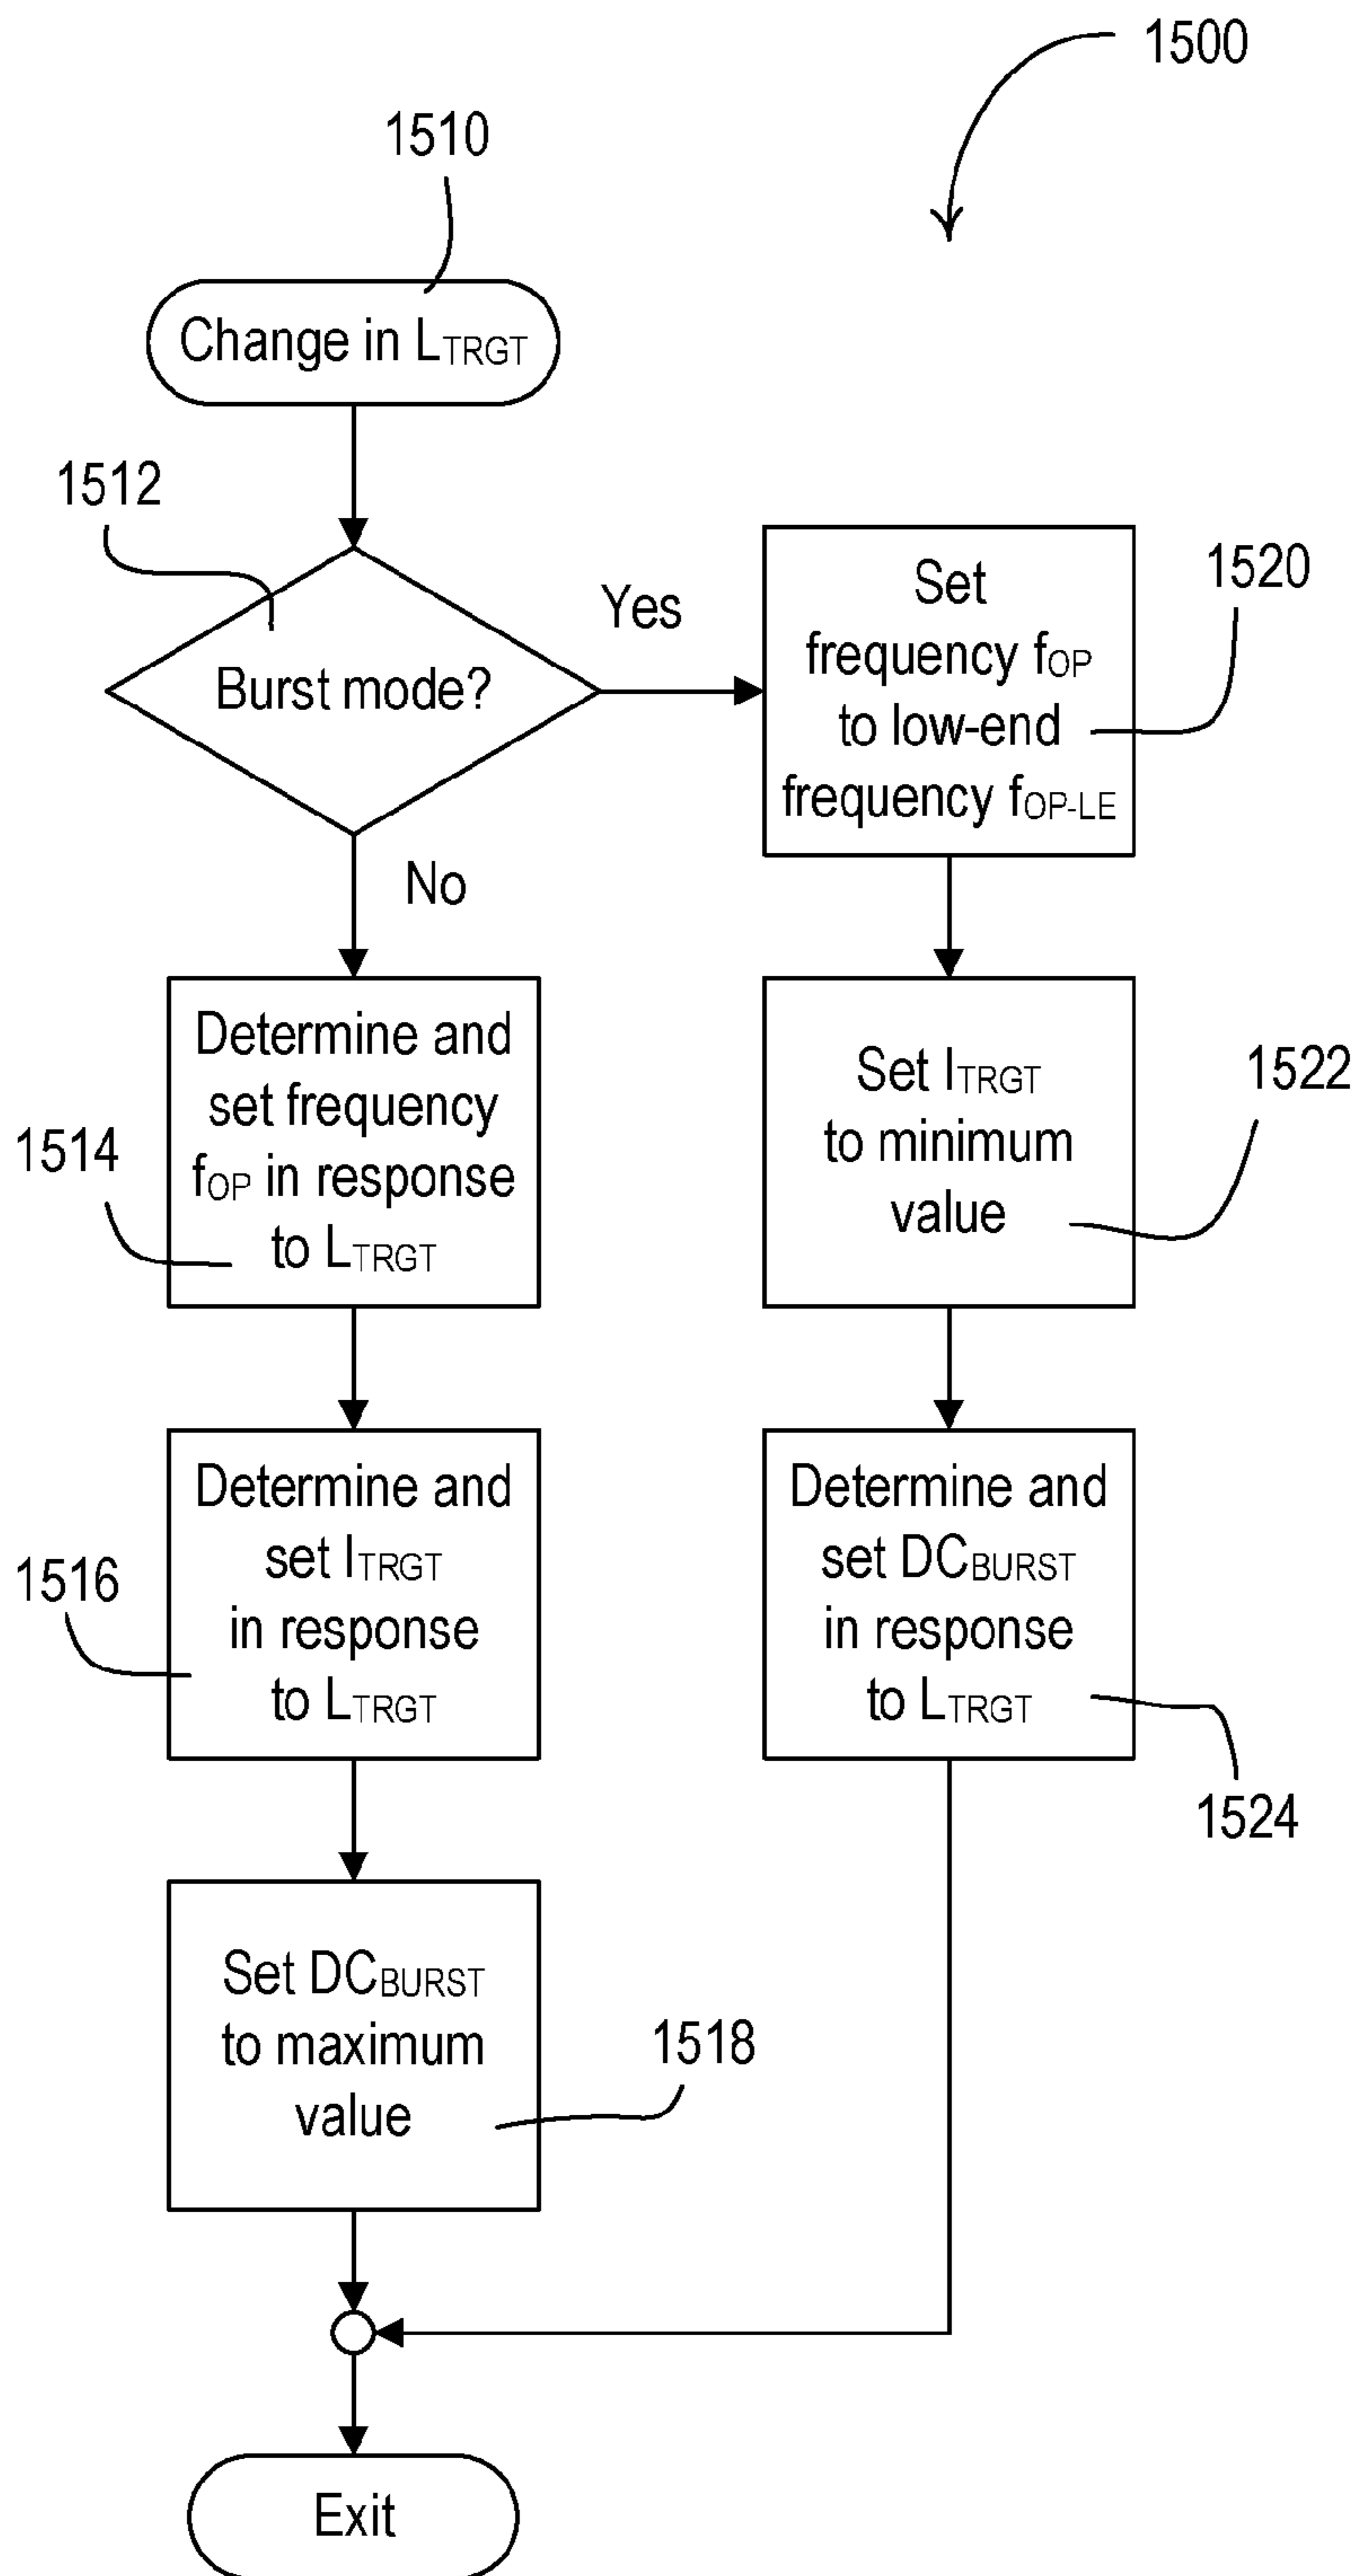 1500
1510
Change in LTRGT
1512
Burst mode?
Yes
No
Set
frequency fOP
to low-end
frequency fOP-LE
1520
Determine and
set frequency
fOP in response
to LTRGT
1514
Set ITRGT
to minimum
value
1522
Determine and
set ITRGT
in response
to LTRGT
1516
Determine and
set DCBURST
in response
to LTRGT
1524
Set DCBURST
to maximum
value
1518
Exit